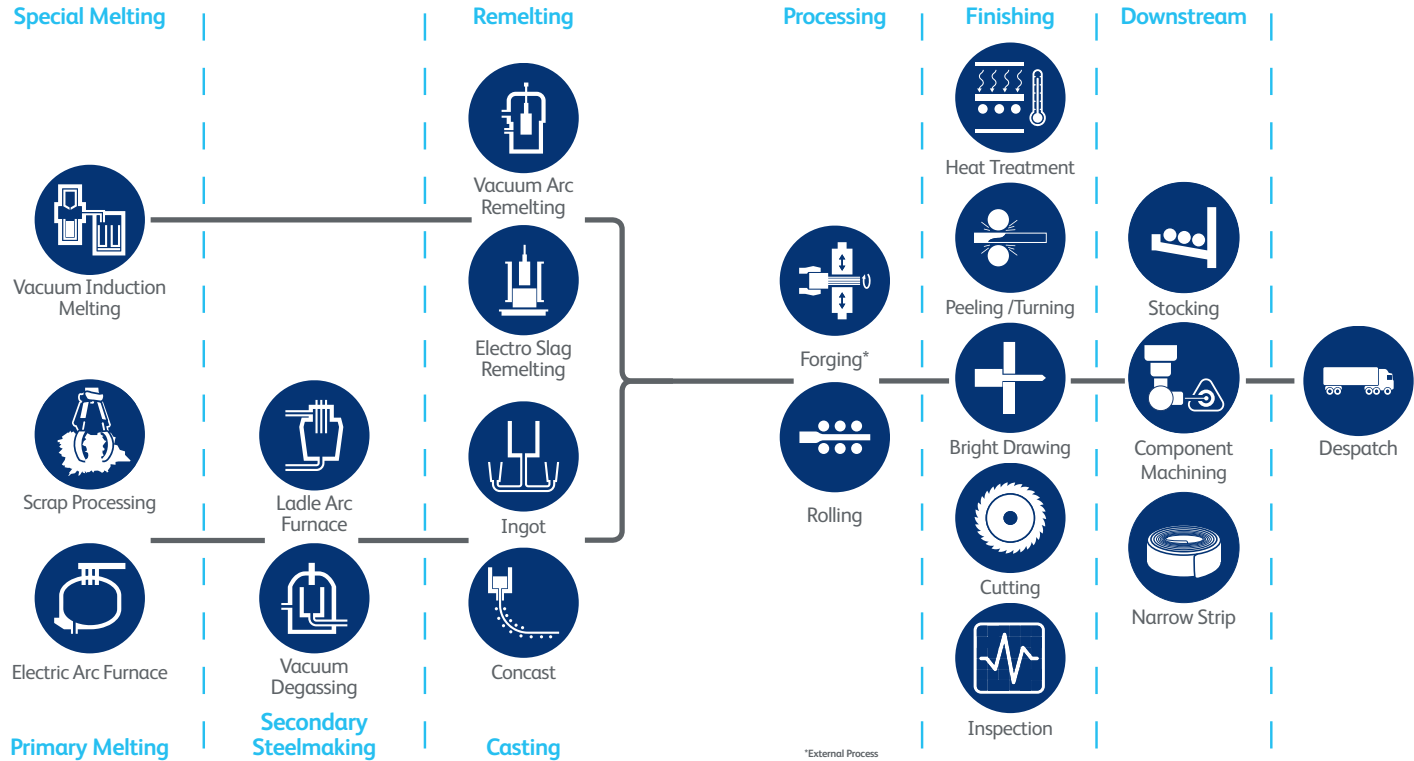 Special Melting
Remelting
Processing
Finishing
Downstream
Vacuum Arc
Remelting
Heat Treatment
Vacuum Induction
Melting
Electro Slag
Remelting
Forging*
Peeling /Turning
Stocking
Scrap Processing
Ladle Arc
Furnace
Ingot
Rolling
Bright Drawing
Component
Machining
Despatch
Cutting
Narrow Strip
Electric Arc Furnace
Vacuum
Degassing
Concast
Inspection
Primary Melting
Secondary
Steelmaking
Casting
*External Process